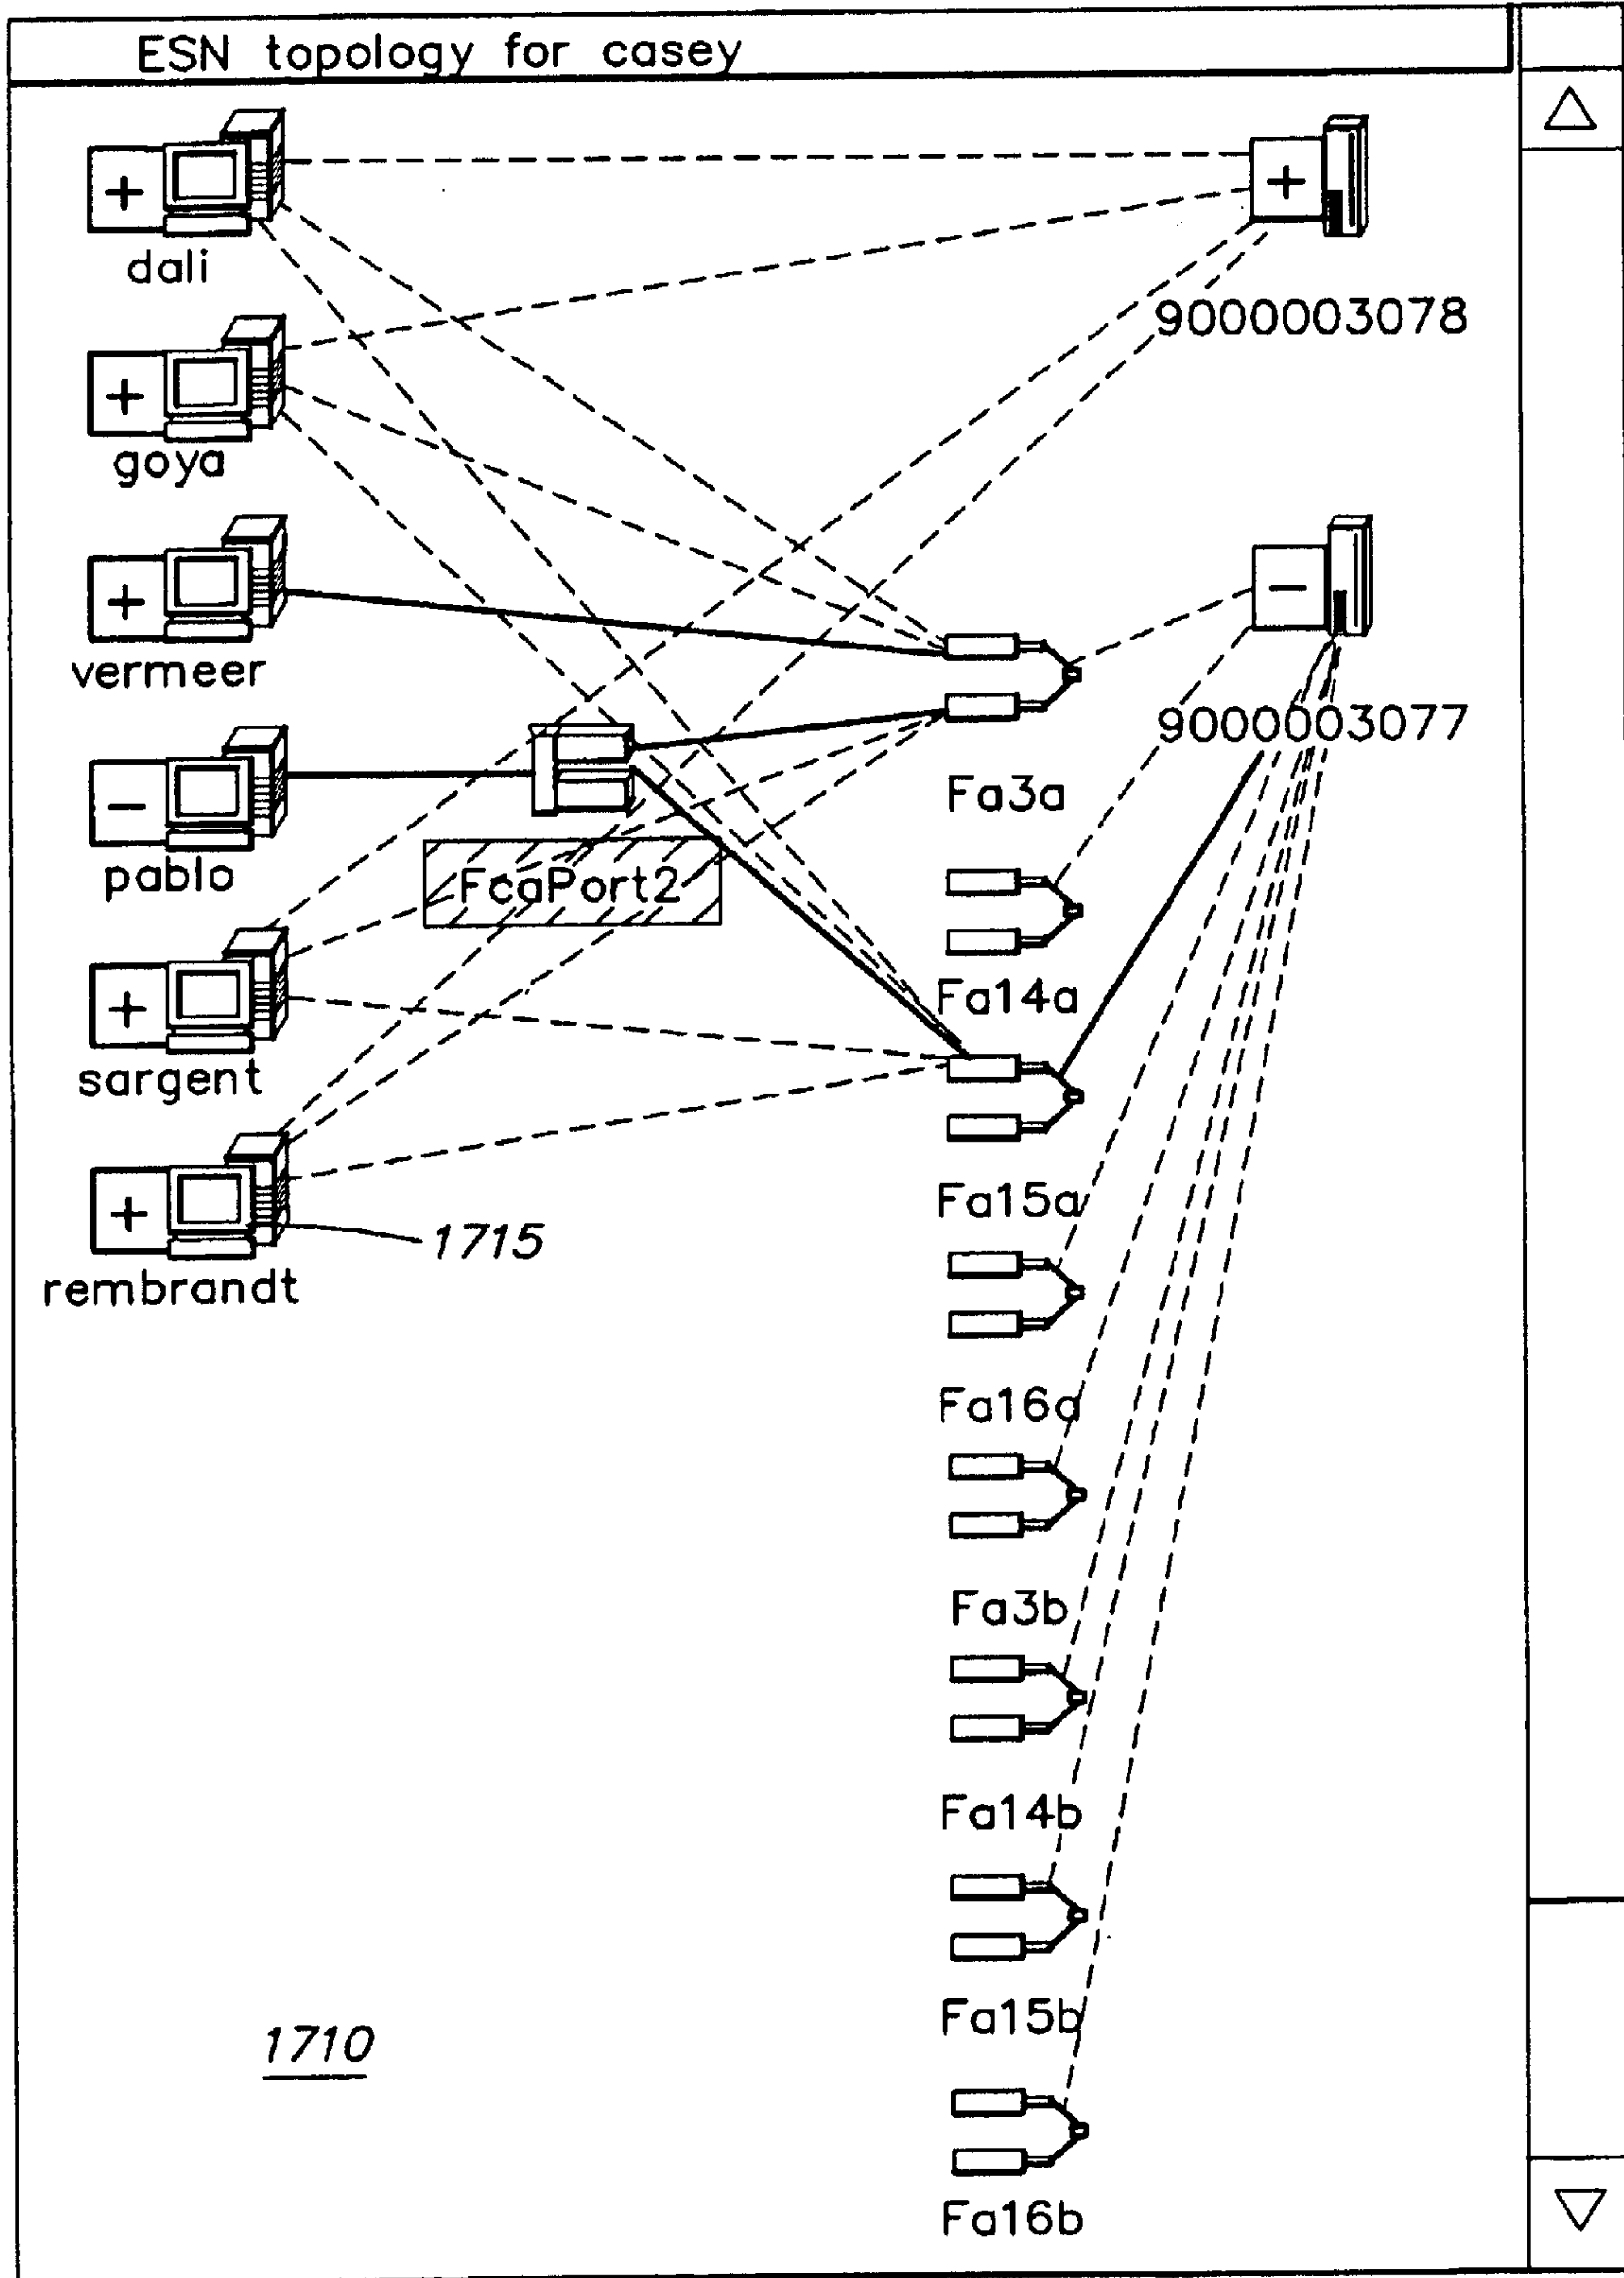 ESN topology for casey
dali
9000003078
goya
vermeer
9000003077
Fa3a
pablo
FcaPort2
Fa14a
sargent
Fa15a
1715
rembrandt
Fa16a
Fa3b
Fa14b
Fa15b
1710
Fa16b